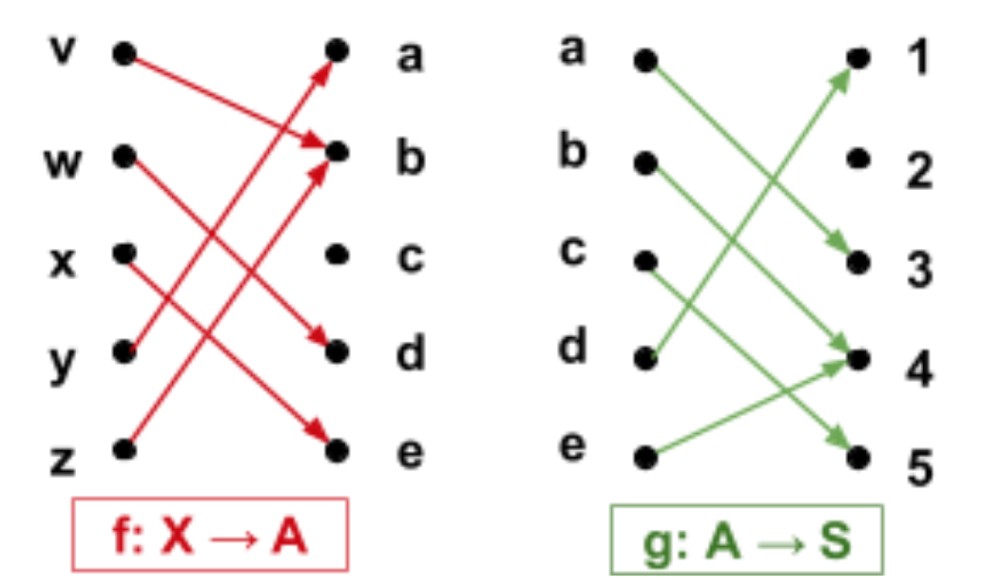 v a
w b
x c
y d
z e
f: X → A
a 1
b 2
c 3
d 4
e 5
g: A → S